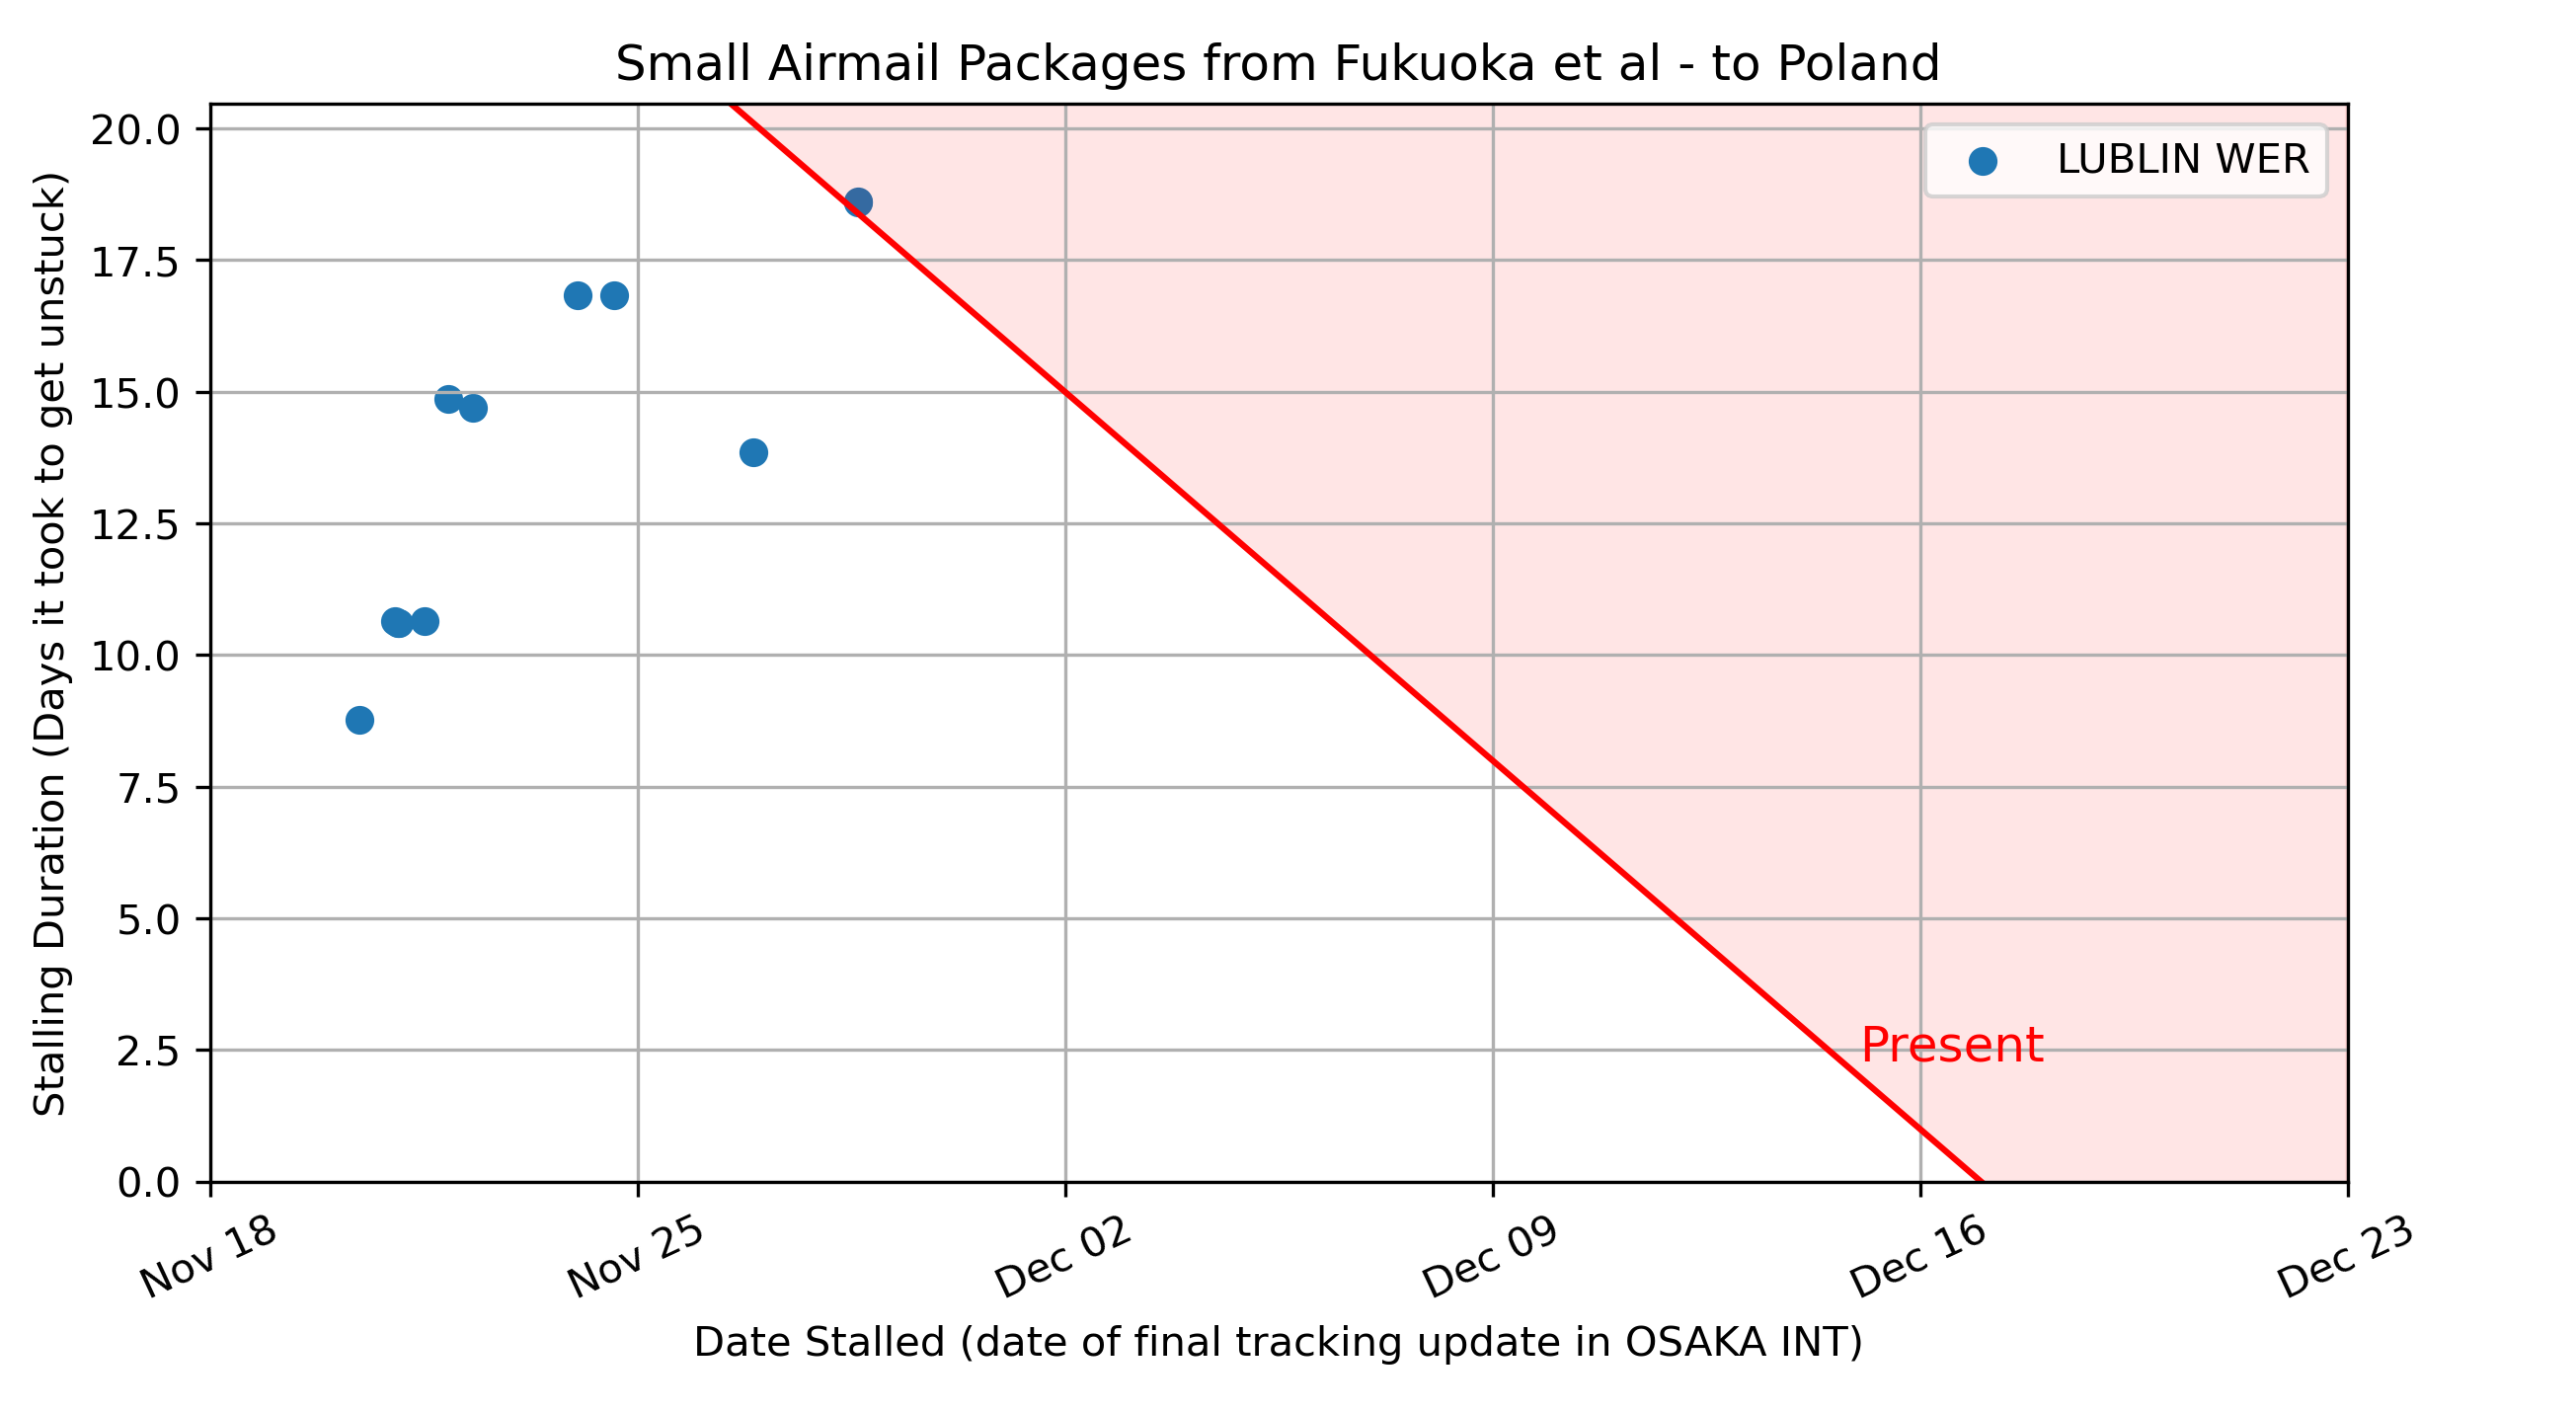 Small Airmail Packages from Fukuoka et al - to Poland
Stalling Duration (Days it took to get unstuck)
20.0
17.5
15.0
12.5
10.0
7.5
5.0
2.5
0.0
LUBLIN WER
Present
Nov 18
Nov 25
Dec 02
Dec 09
Dec 16
Dec 23
Date Stalled (date of final tracking update in OSAKA INT)